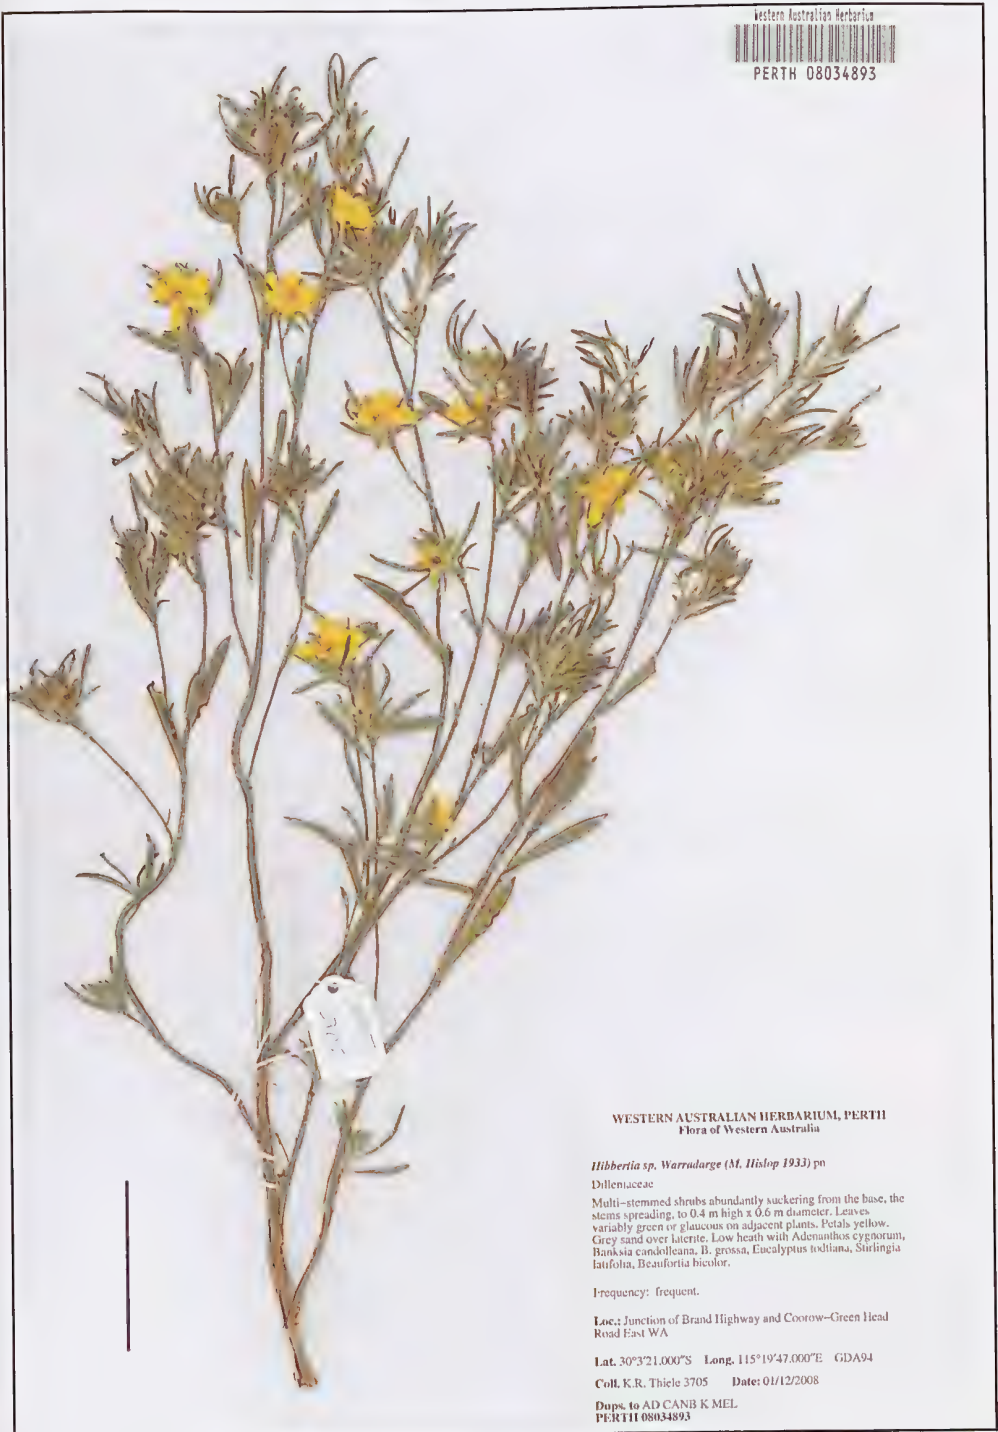 Western Australian Herbarium
PERTH 08034893
WESTERN AUSTRALIAN HERBARIUM, PERTH
Flora of Western Australia
Hibbertia sp. Warradarge (M. Hislop 1933) pn
Dilleniaceae
Multi-stemmed shrubs abundantly suckering from the base, the
stems spreading, to 0.4 m high x 0.6 m diameter. Leaves
variably green or glaucous on adjacent plants. Petals yellow.
Grey sand over laterite. Low heath with Adenanthos cygnorum,
Banksia candolleana, B. grossa, Eucalyptus todtiana, Stirlingia
latifolia, Beaufortia bicolor.
Frequency: frequent.
Loc.: Junction of Brand Highway and Coorow-Green Head
Road East WA
Lat. 30°3'21.000"S Long. 115°19'47.000"E GDA94
Coll. K.R. Thiele 3705 Date: 01/12/2008
Dups. to AD CANB K MEL
PERTH 08034893